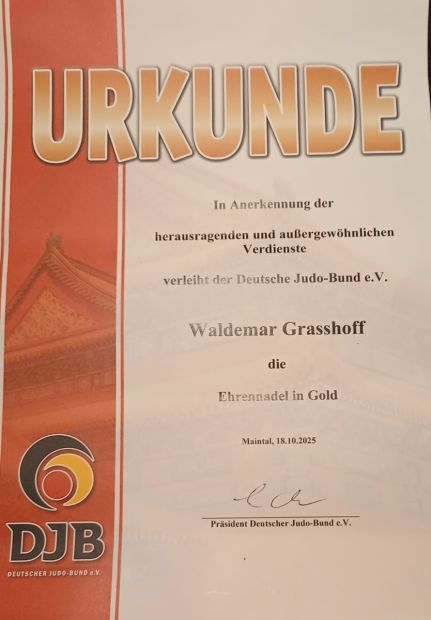 URKUNDE
In Anerkennung der
herausragenden und außergewöhnlichen
Verdienste
verleiht der Deutsche Judo-Bund e.V.
Waldemar Grasshoff
die
Ehrennadel in Gold
Maintal, 18.10.2025
Präsident Deutscher Judo-Bund e.V.
DJB
DEUTSCHER JUDO-BUND e.V.